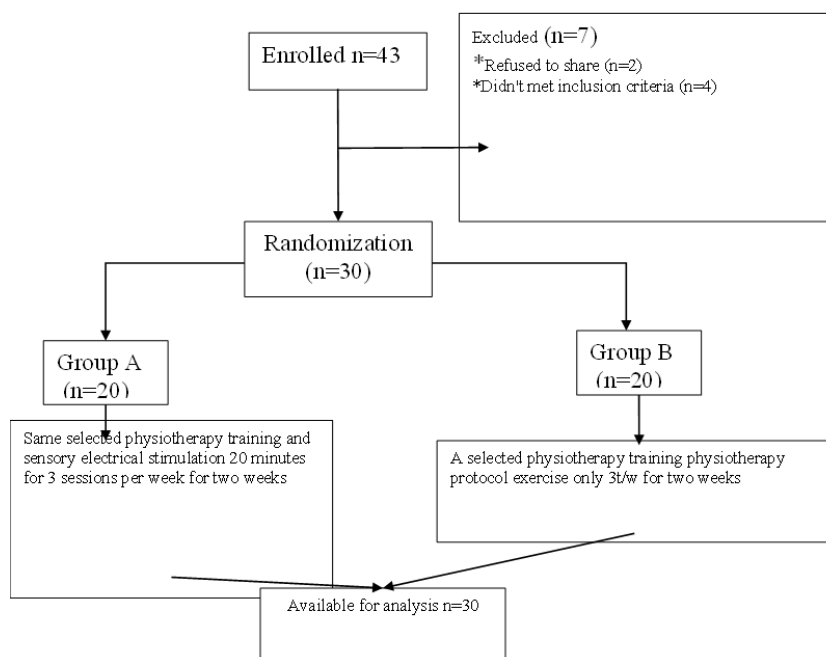 Enrolled n=43
Excluded (n=7)
*Refused to share (n=2)
*Didn't met inclusion criteria (n=4)
Randomization
(n=30)
Group A
(n=20)
Group B
(n=20)
Same selected physiotherapy training and
sensory electrical stimulation 20 minutes
for 3 sessions per week for two weeks
A selected physiotherapy training physiotherapy
protocol exercise only 3t/w for two weeks
Available for analysis n=30